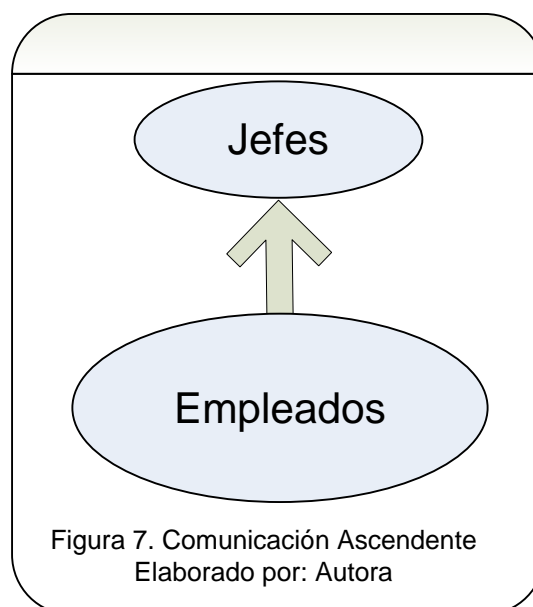 Jefes
Empleados
Figura 7. Comunicación Ascendente
Elaborado por: Autora